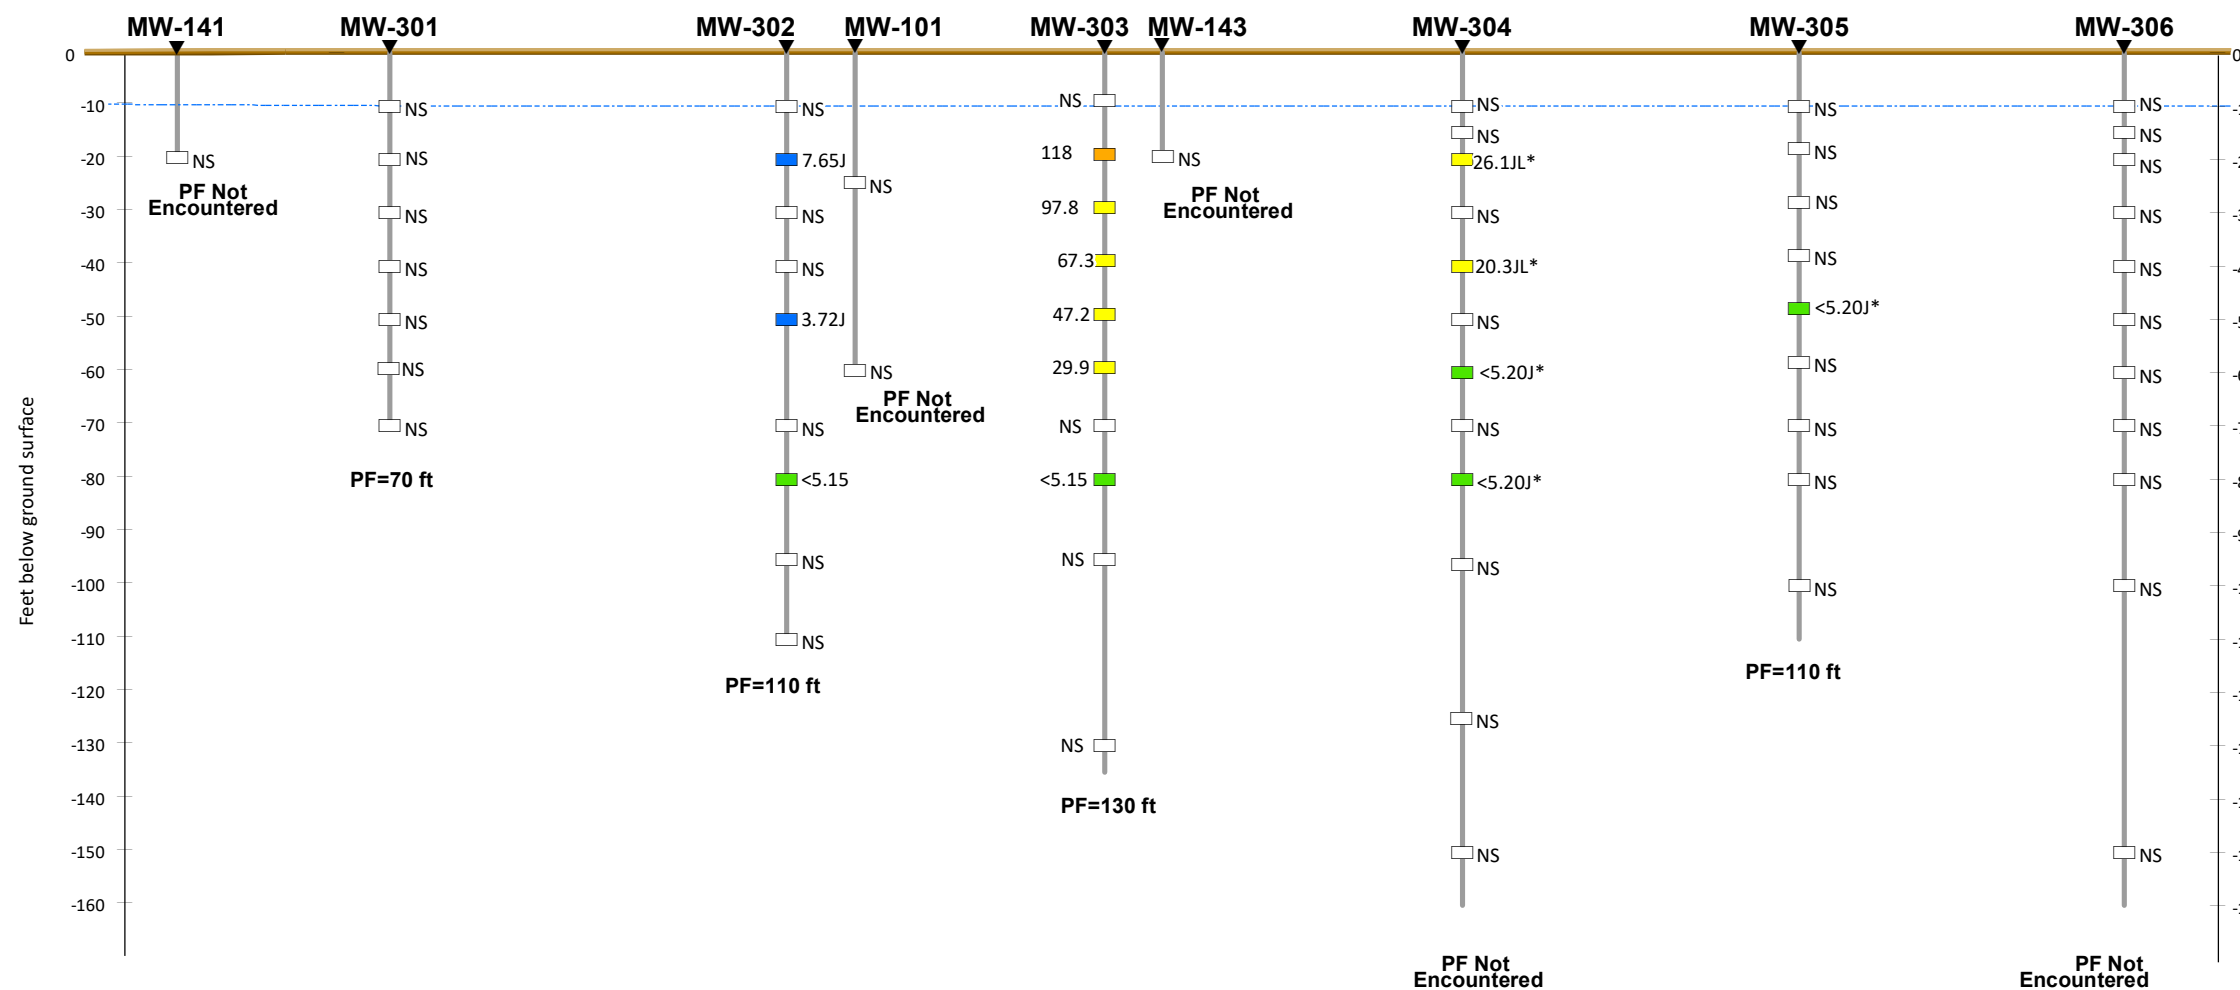 MW-141 MW-301 MW-302 MW-101 MW-303 MW-143 MW-304 MW-305 MW-306
Feet below ground surface
0
-10
-20
-30
-40
-50
-60
-70
-80
-90
-100
-110
-120
-130
-140
-150
-160
NS
PF Not
Encountered
NS
NS
NS
NS
NS
NS
NS
PF=70 ft
NS
7.65J
NS
NS
3.72J
NS
<5.15
NS
NS
PF=110 ft
NS
NS
PF Not
Encountered
NS
118
97.8
67.3
47.2
29.9
NS
<5.15
NS
NS
PF=130 ft
NS
PF Not
Encountered
NS
NS
26.1JL*
NS
20.3JL*
NS
<5.20J*
NS
<5.20J*
NS
NS
NS
PF Not
Encountered
NS
NS
NS
NS
<5.20J*
NS
NS
NS
NS
PF=110 ft
NS
NS
NS
NS
NS
NS
NS
NS
NS
NS
NS
PF Not
Encountered